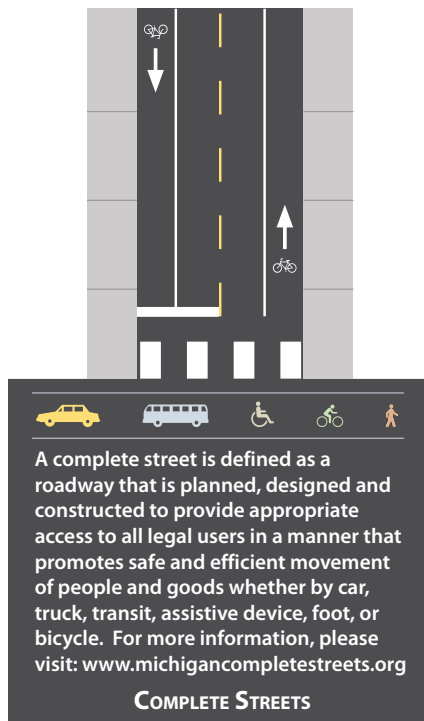 A complete street is defined as a
roadway that is planned, designed and
constructed to provide appropriate
access to all legal users in a manner that
promotes safe and efficient movement
of people and goods whether by car,
truck, transit, assistive device, foot, or
bicycle.  For more information, please
visit: www.michigancompletestreets.org
COMPLETE STREETS